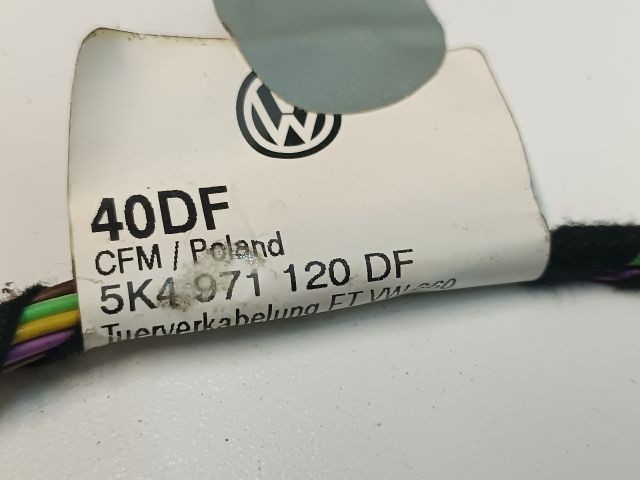 40DF
CFM / Poland
5K4 971 120 DF
Tuerverkabelung FT VW